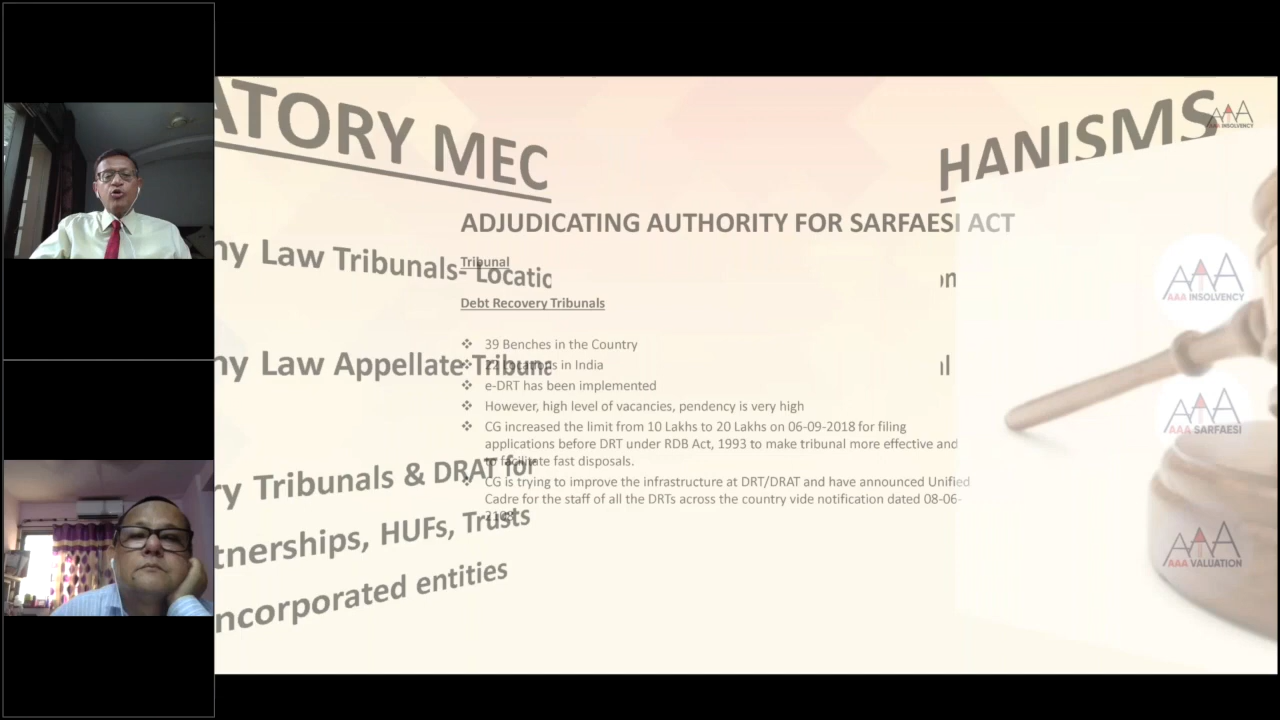 ATORY MEC
HANISMS
AAA INSOLVENCY
ADJUDICATING AUTHORITY FOR SARFAESI ACT
ny Law Tribunals- Locatic
on
Tribunal
Debt Recovery Tribunals
39 Benches in the Country
22 Locations in India
ny Law Appellate Tribuna
al
e-DRT has been implemented
However, high level of vacancies, pendency is very high
CG increased the limit from 10 Lakhs to 20 Lakhs on 06-09-2018 for filing
applications before DRT under RDB Act, 1993 to make tribunal more effective and
to facilitate fast disposals.
ry Tribunals & DRAT for
CG is trying to improve the infrastructure at DRT/DRAT and have announced Unified
Cadre for the staff of all the DRTs across the country vide notification dated 08-06-
tnerships, HUFs, Trusts
ncorporated entities
AAA INSOLVENCY
AAA SARFAESI
AAA VALUATION